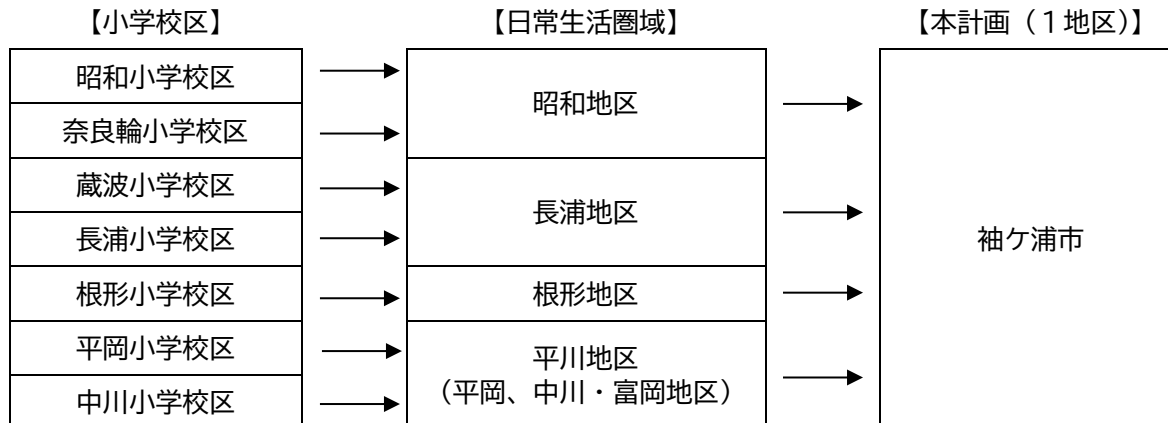 【小学校区】
【日常生活圏域】
【本計画（１地区）】
昭和小学校区
奈良輪小学校区
蔵波小学校区
長浦小学校区
根形小学校区
平岡小学校区
中川小学校区
昭和地区
長浦地区
根形地区
平川地区
（平岡、中川・富岡地区）
袖ケ浦市